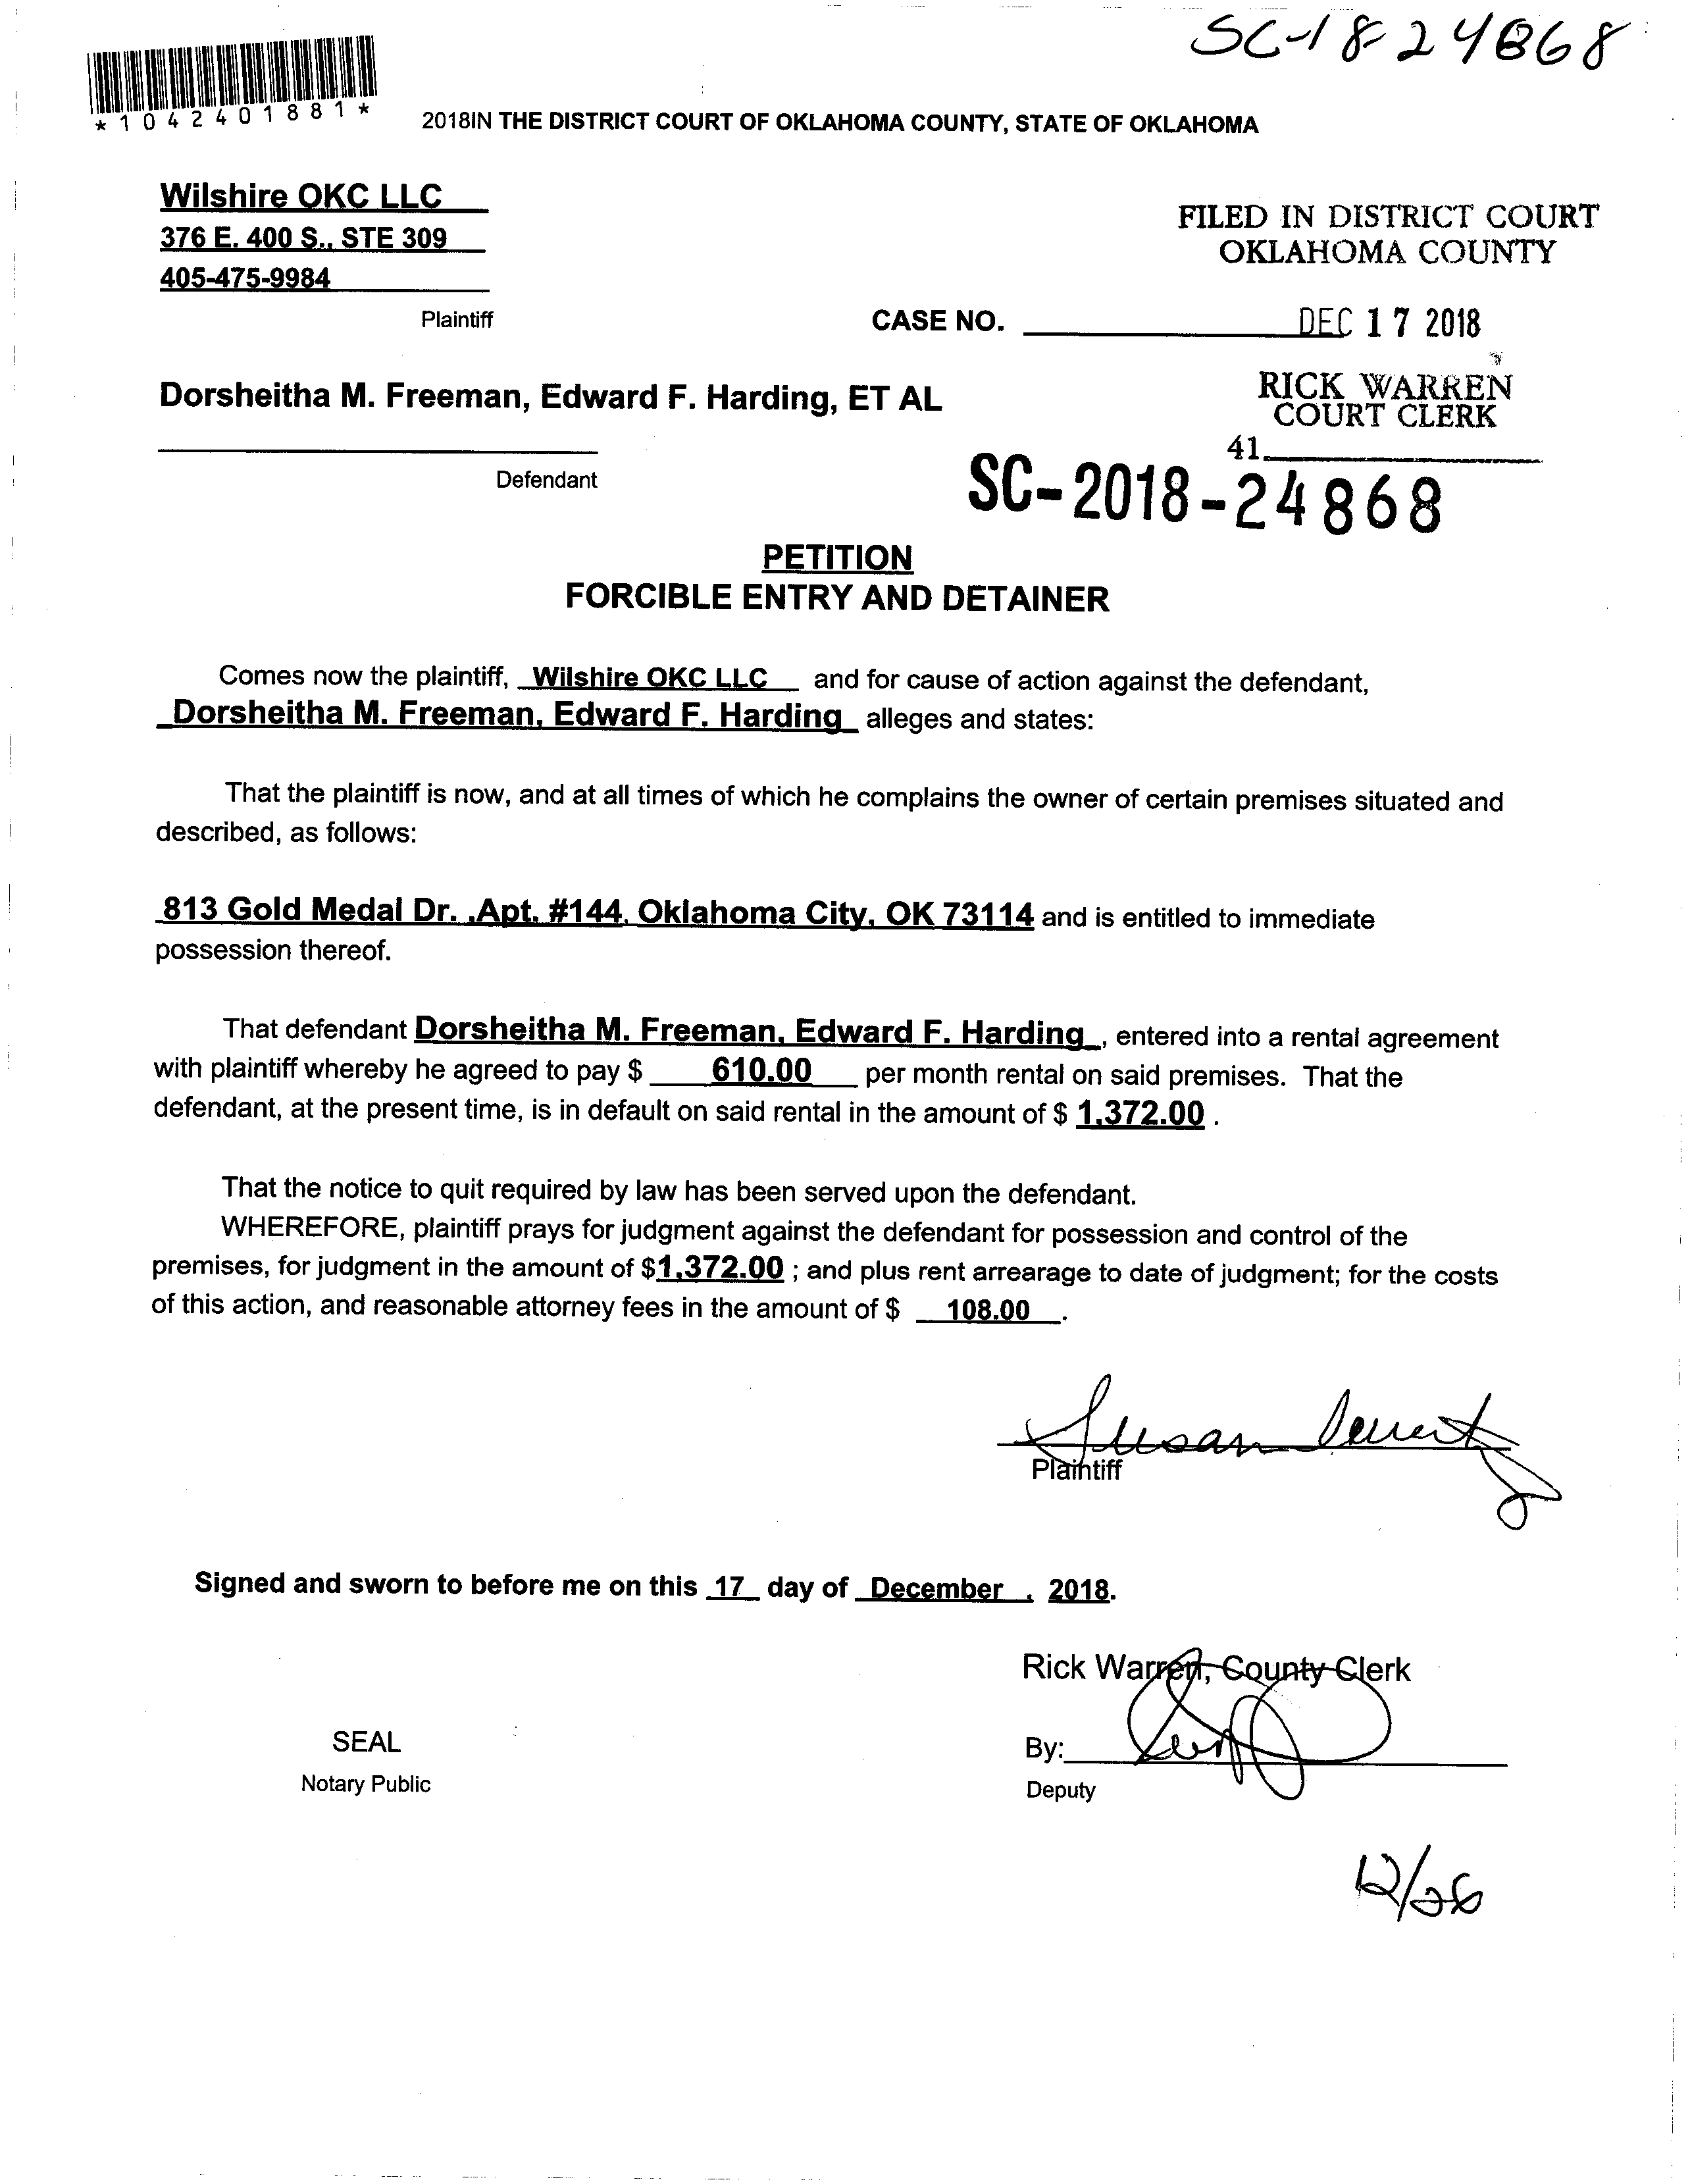 SC-18-24868
*1042401881*
2018IN THE DISTRICT COURT OF OKLAHOMA COUNTY, STATE OF OKLAHOMA
Wilshire OKC LLC
376 E. 400 S., STE 309
405-475-9984
Plaintiff
FILED IN DISTRICT COURT
OKLAHOMA COUNTY
CASE NO. DEC 17 2018
Dorsheitha M. Freeman, Edward F. Harding, ET AL
RICK WARREN
COURT CLERK
41
Defendant
SC-2018-24868
PETITION
FORCIBLE ENTRY AND DETAINER
Comes now the plaintiff, Wilshire OKC LLC and for cause of action against the defendant,
Dorsheitha M. Freeman, Edward F. Harding alleges and states:
That the plaintiff is now, and at all times of which he complains the owner of certain premises situated and
described, as follows:
813 Gold Medal Dr. ,Apt. #144, Oklahoma City, OK 73114 and is entitled to immediate
possession thereof.
That defendant Dorsheitha M. Freeman, Edward F. Harding , entered into a rental agreement
with plaintiff whereby he agreed to pay $ 610.00 per month rental on said premises. That the
defendant, at the present time, is in default on said rental in the amount of $ 1,372.00 .
That the notice to quit required by law has been served upon the defendant.
WHEREFORE, plaintiff prays for judgment against the defendant for possession and control of the
premises, for judgment in the amount of $1,372.00 ; and plus rent arrearage to date of judgment; for the costs
of this action, and reasonable attorney fees in the amount of $ 108.00 .
Susan
Plaintiff
Signed and sworn to before me on this 17 day of December , 2018.
Rick Warren, County Clerk
SEAL
By:
Notary Public
Deputy
12/26